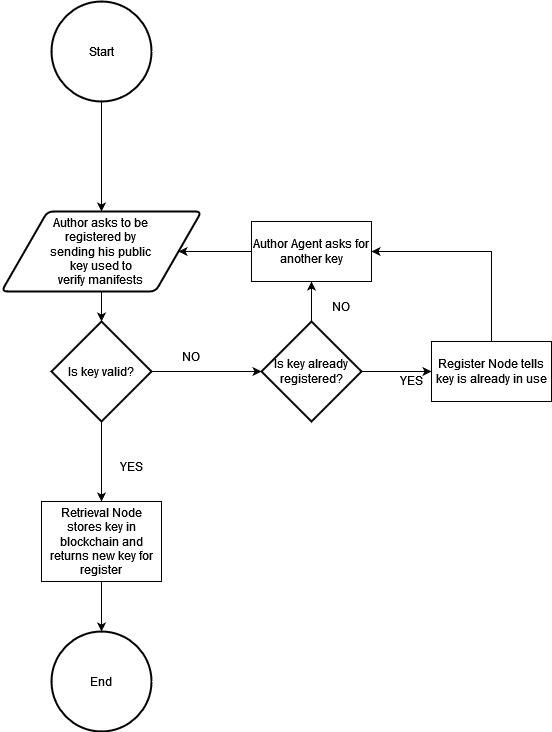 Start
Author asks to be
registered by
sending his public
key used to
verify manifests
Author Agent asks for
another key
NO
Is key valid?
NO
Is key already
registered?
YES
Register Node tells
key is already in use
YES
Retrieval Node
stores key in
blockchain and
returns new key for
register
End